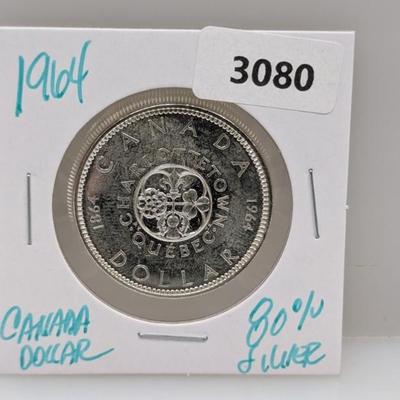 1964
3080
CANADA
CHARLOTTETOWN
QUEBEC
1864
1964
DOLLAR
CANADA
DOLLAR
80%
SILVER